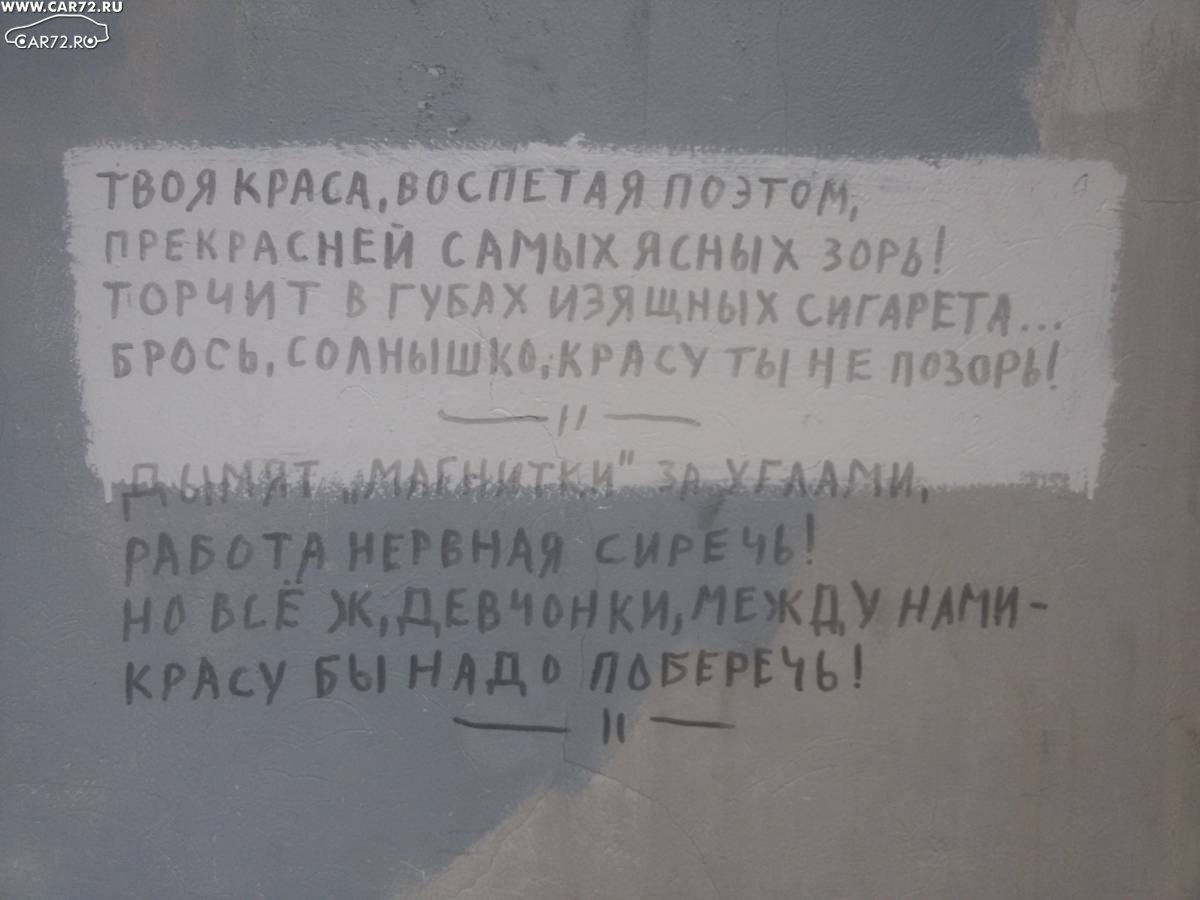 WWW.CAR72.RU
CAR72.RU
ТВОЯ КРАСА, ВОСПЕТАЯ ПОЭТОМ,
ПРЕКРАСНЕЙ САМЫХ ЯСНЫХ ЗОРЬ!
ТОРЧИТ В ГУБАХ ИЗЯЩНЫХ СИГАРЕТА...
БРОСЬ, СОЛНЫШКО, КРАСУ ТЫ НЕ ПОЗОРЬ!
— // —
ДЫМЯТ „МАГНИТКИ" ЗА УГЛАМИ,
РАБОТА НЕРВНАЯ СИРЕЧЬ!
НО ВСЁ Ж, ДЕВЧОНКИ, МЕЖДУ НАМИ-
КРАСУ БЫ НАДО ПОБЕРЕЧЬ!
— || —